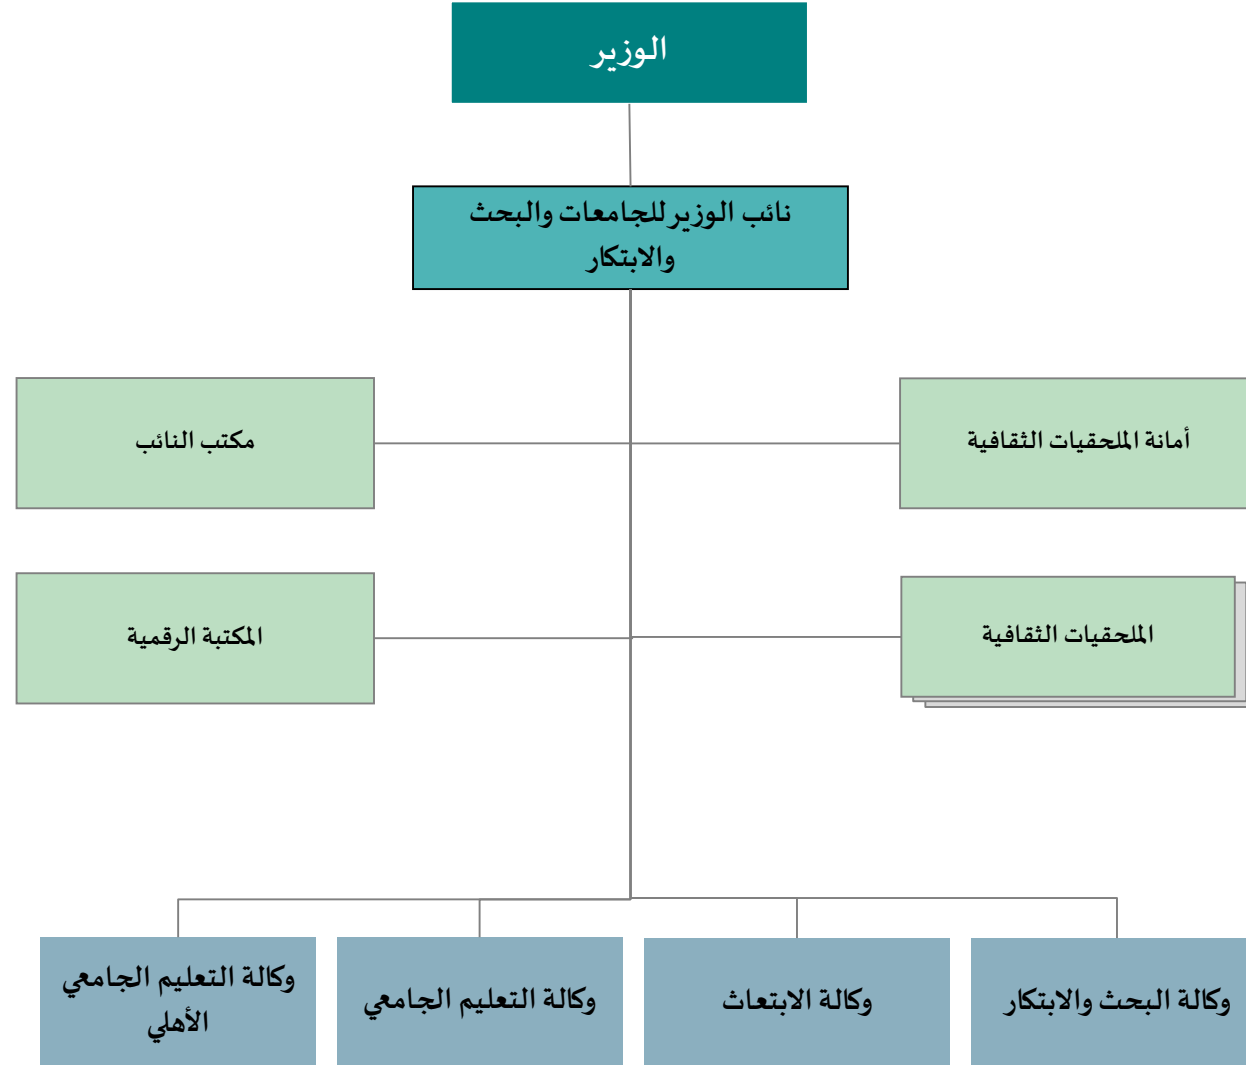 الوزير
نائب الوزير للجامعات والبحث
والابتكار
أمانة الملحقيات الثقافية
مكتب النائب
الملحقيات الثقافية
المكتبة الرقمية
وكالة البحث والابتكار
وكالة الابتعاث
وكالة التعليم الجامعي
وكالة التعليم الجامعي
الأهلي